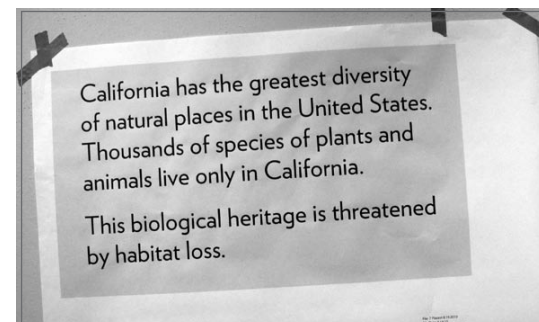 California has the greatest diversity
of natural places in the United States.
Thousands of species of plants and
animals live only in California.
This biological heritage is threatened
by habitat loss.